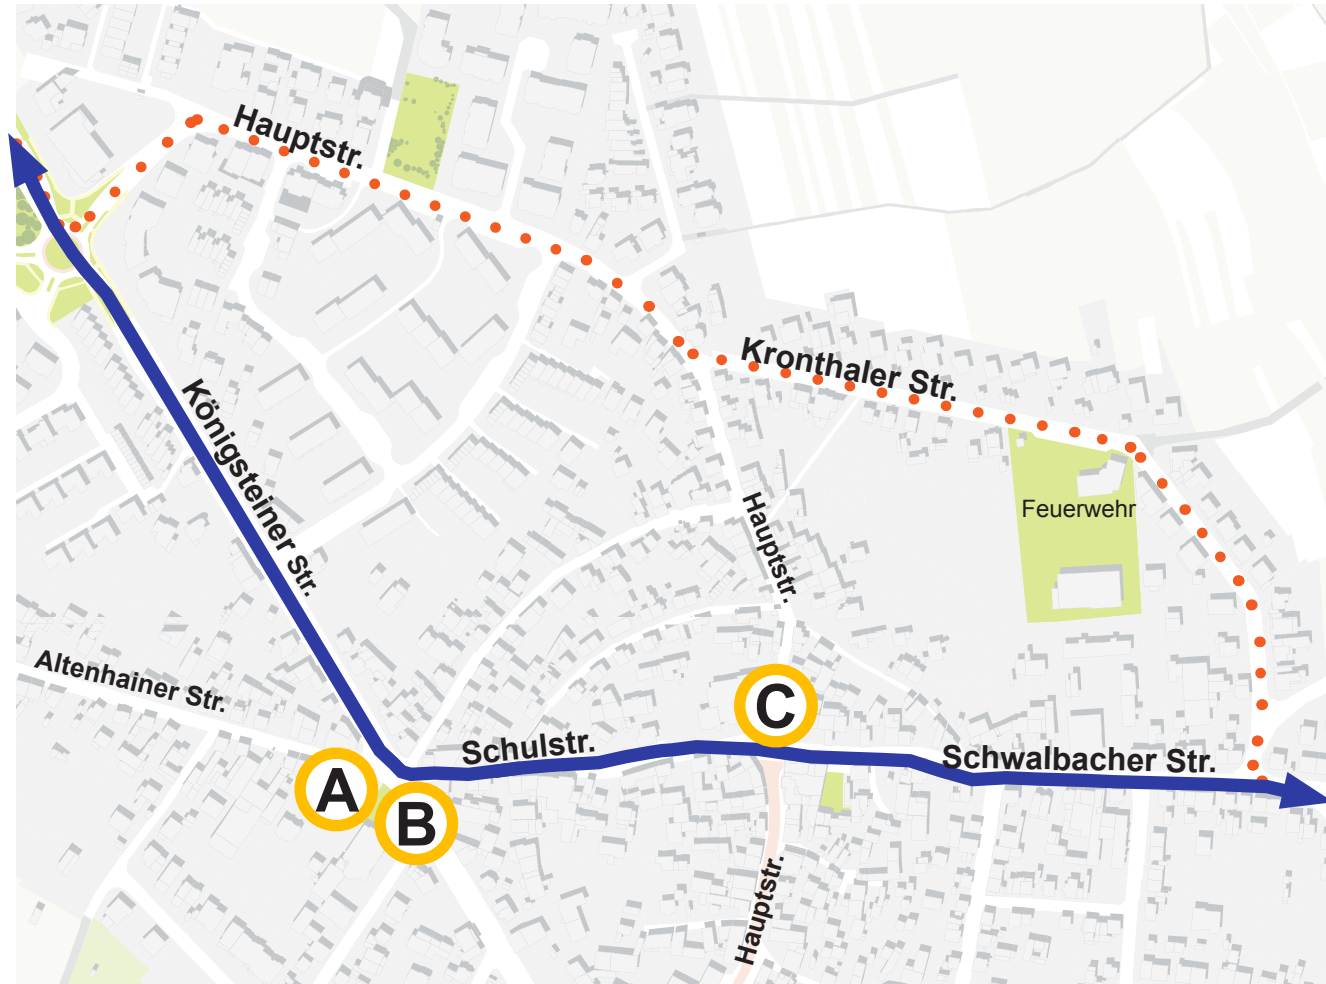 Hauptstr.
Kronthaler Str.
Königsteiner Str.
Hauptstr.
Feuerwehr
Altenhainer Str.
C
Schulstr.
Schwalbacher Str.
A
B
Hauptstr.